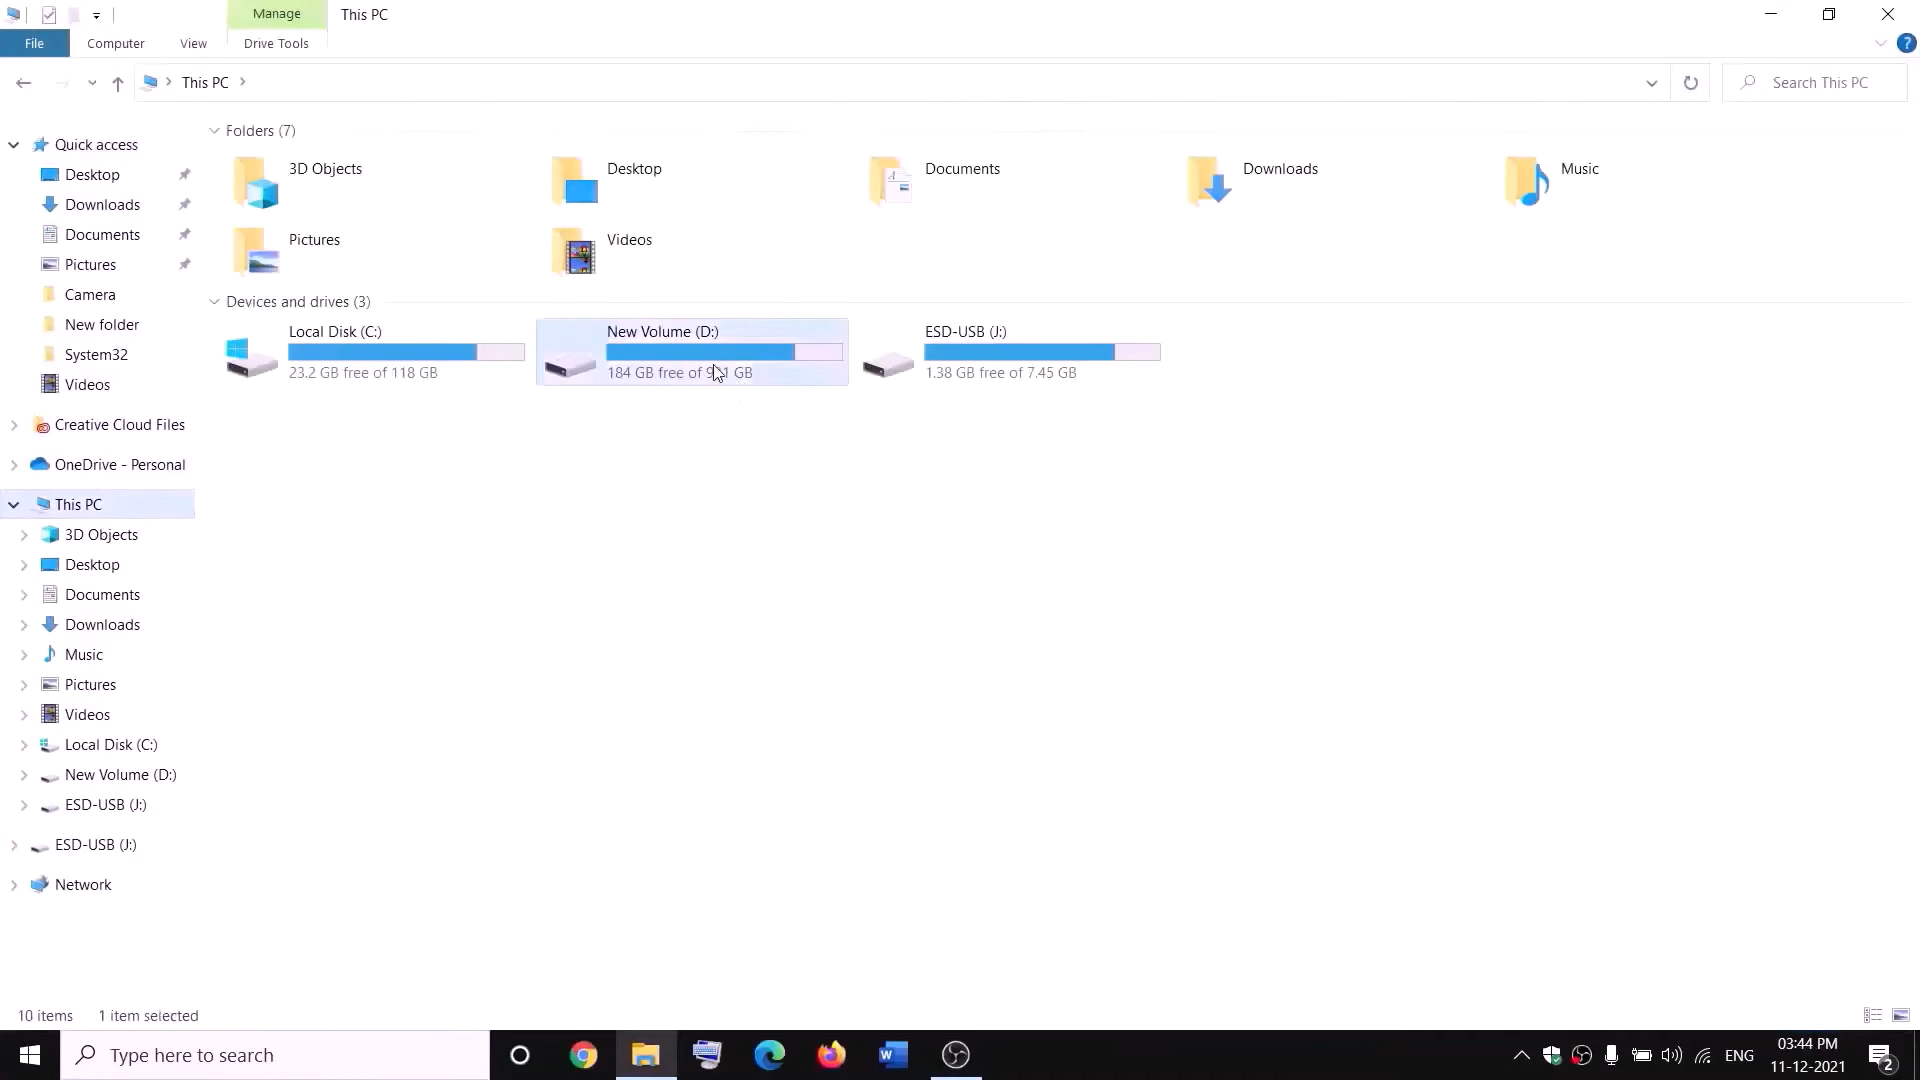 Manage
This PC
File
Computer
View
Drive Tools
This PC
Search This PC
Quick access
Desktop
Downloads
Documents
Pictures
Camera
New folder
System32
Videos
Creative Cloud Files
OneDrive - Personal
This PC
3D Objects
Desktop
Documents
Downloads
Music
Pictures
Videos
Local Disk (C:)
New Volume (D:)
ESD-USB (J:)
ESD-USB (J:)
Network
Folders (7)
3D Objects
Desktop
Documents
Downloads
Music
Pictures
Videos
Devices and drives (3)
Local Disk (C:)
23.2 GB free of 118 GB
New Volume (D:)
184 GB free of GB
ESD-USB (J:)
1.38 GB free of 7.45 GB
10 items
1 item selected
Type here to search
ENG
03:44 PM
11-12-2021
2